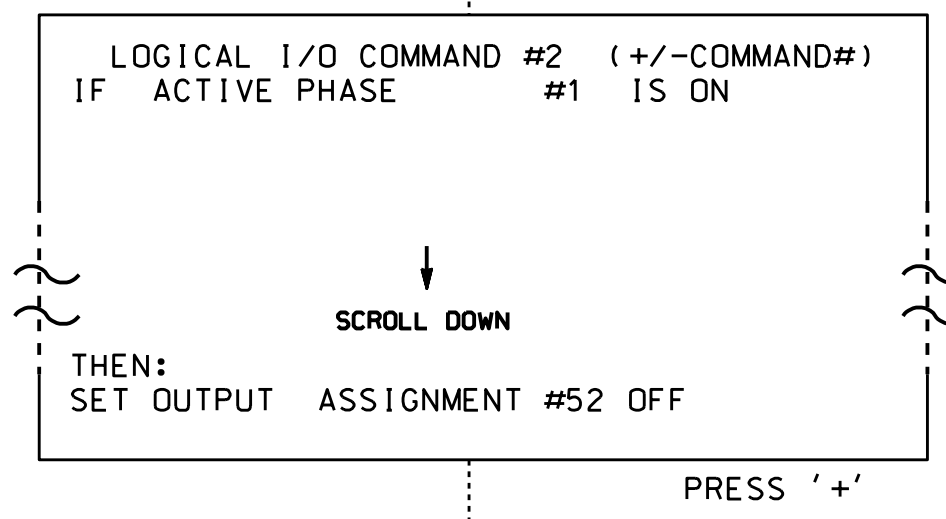 LOGICAL I/O COMMAND #2 (+/-COMMAND#)
IF ACTIVE PHASE #1 IS ON
SCROLL DOWN
THEN:
SET OUTPUT ASSIGNMENT #52 OFF
PRESS '+'